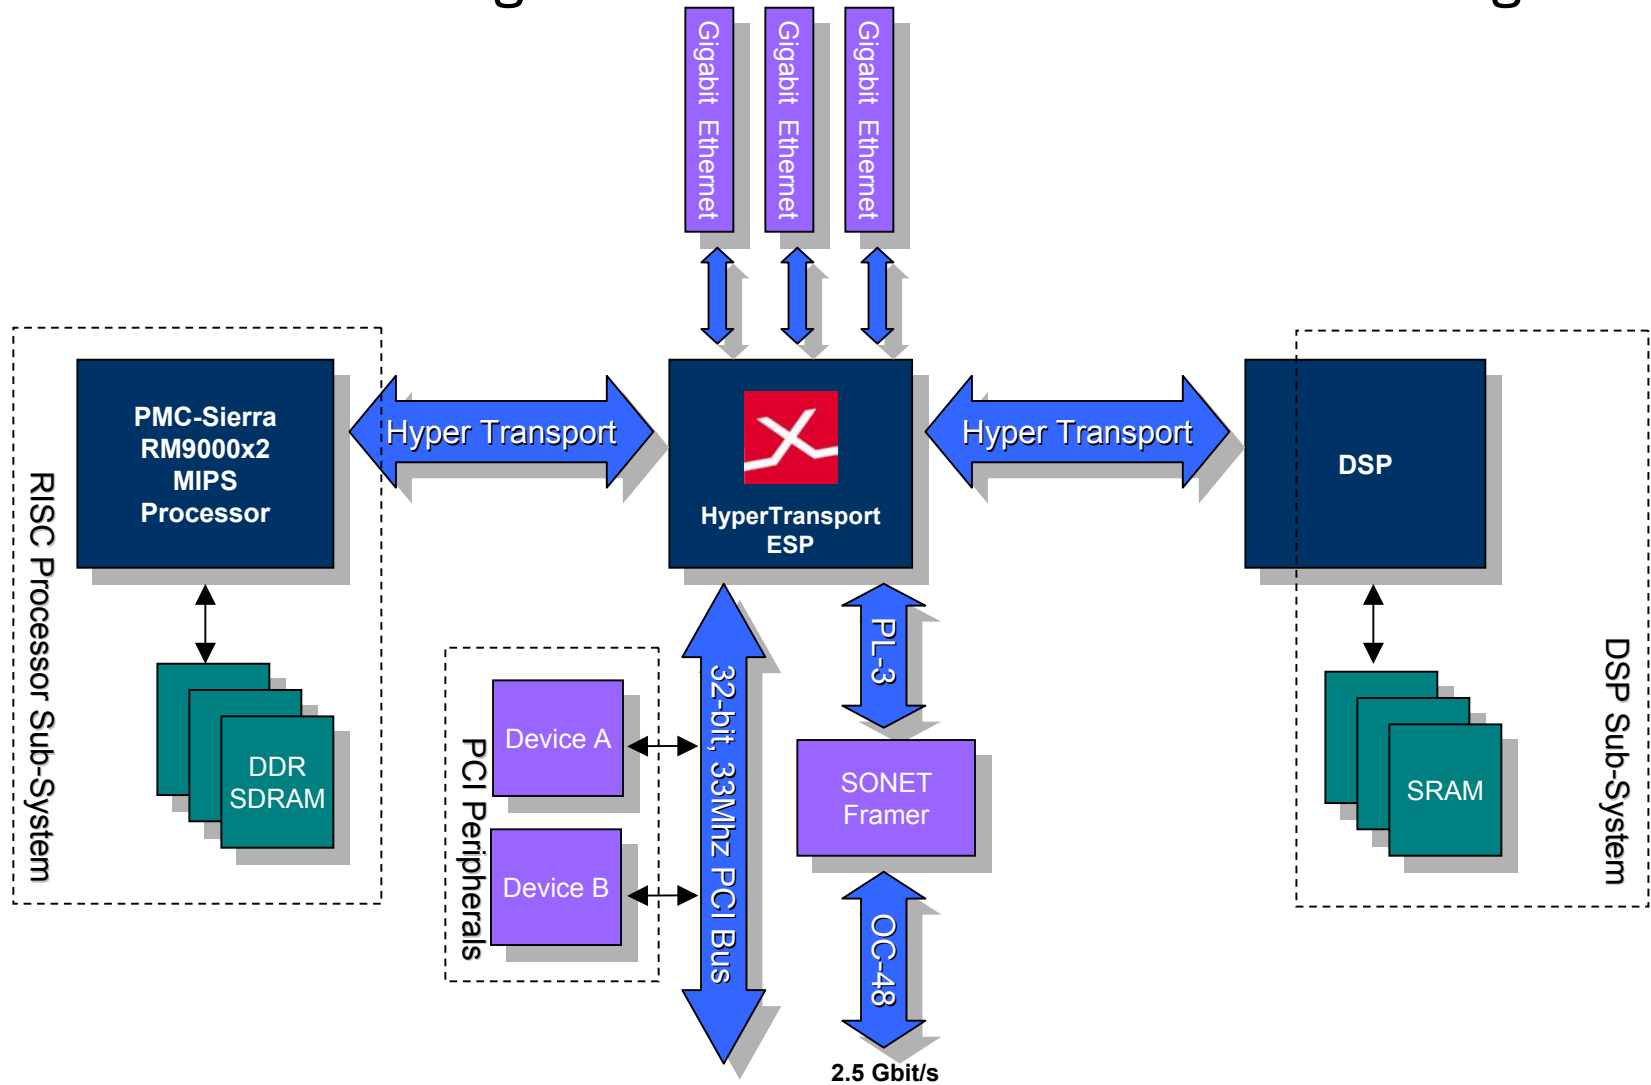 Gigabit Ethernet
Gigabit Ethernet
Gigabit Ethernet
PMC-Sierra
RM9000x2
MIPS
Processor
Hyper Transport
HyperTransport
ESP
Hyper Transport
DSP
RISC Processor Sub-System
DDR
SDRAM
PCI Peripherals
Device A
Device B
32-bit, 33Mhz PCI Bus
PL-3
SONET
Framer
OC-48
2.5 Gbit/s
SRAM
DSP Sub-System